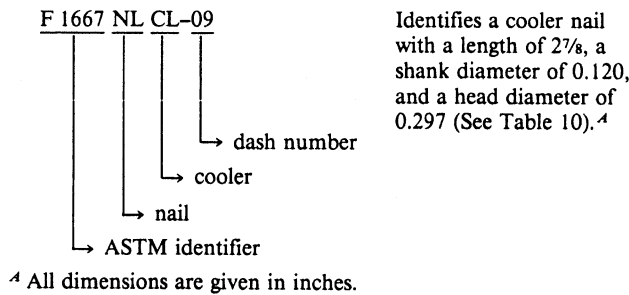 F 1667 NL CL–09
dash number
cooler
nail
ASTM identifier
Identifies a cooler nail
with a length of 2⅞, a
shank diameter of 0.120,
and a head diameter of
0.297 (See Table 10).ᴬ
ᴬ All dimensions are given in inches.